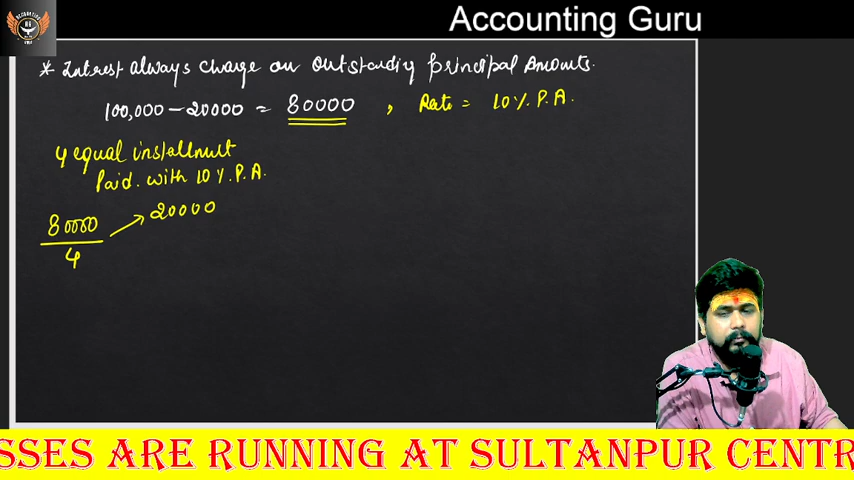 Accounting Guru
* Interest always charge on outstanding principal Amounts.
100,000 - 20000 = 80000 , Rate = 10%. P.A.
4 equal installment
Paid. with 10%. P.A.
80000 → 20000
4
SSES ARE RUNNING AT SULTANPUR CENTR